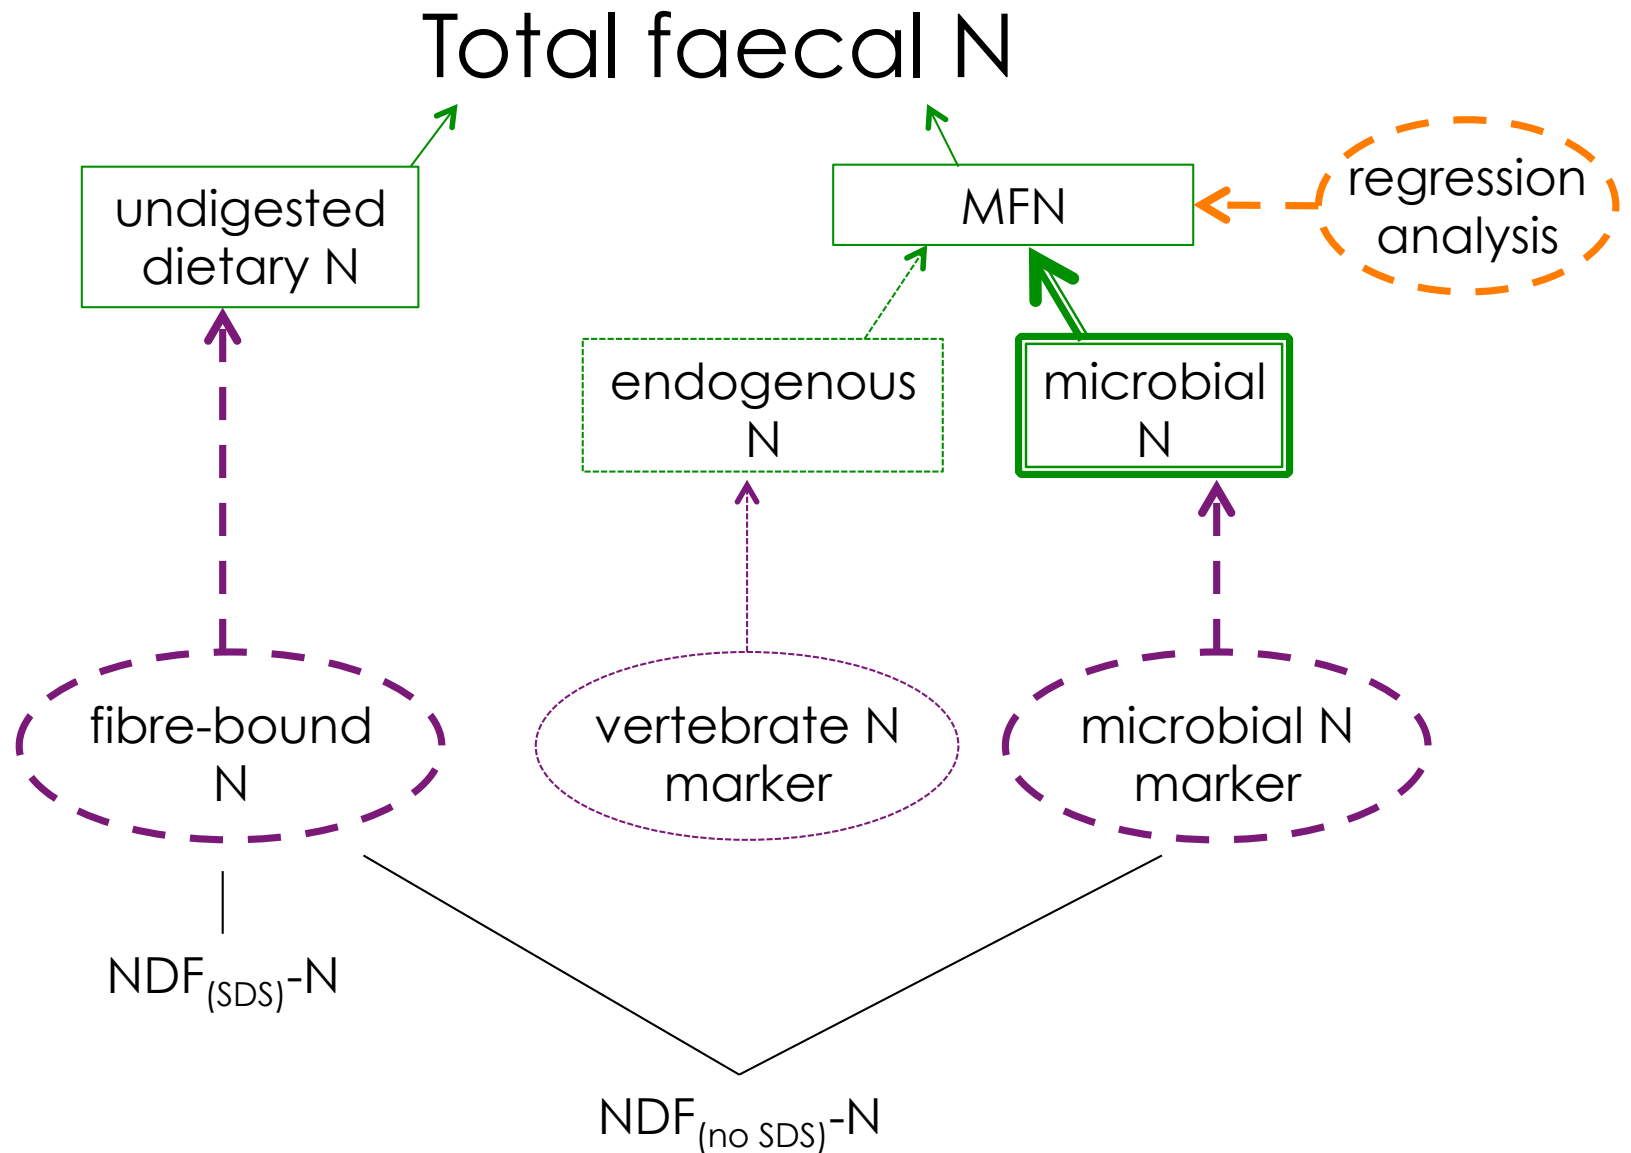 Total faecal N
undigested
dietary N
MFN
regression
analysis
endogenous
N
microbial
N
fibre-bound
N
vertebrate N
marker
microbial N
marker
NDF(SDS)-N
NDF(no SDS)-N